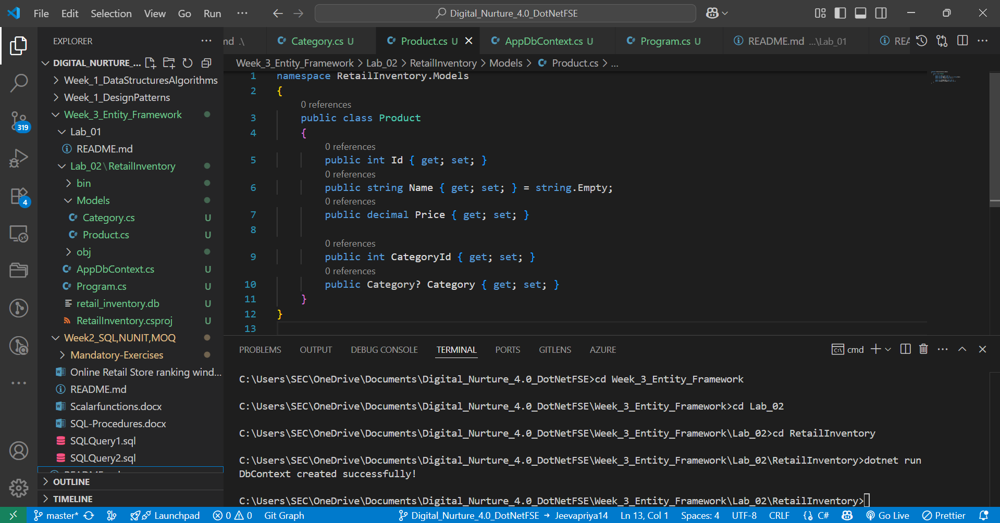 File Edit Selection View Go Run ··· Digital_Nurture_4.0_DotNetFSE
EXPLORER ···
DIGITAL_NURTURE_...
Week_1_DataStructuresAlgorithms
Week_1_DesignPatterns
Week_3_Entity_Framework
Lab_01
README.md
Lab_02\RetailInventory
bin
Models
Category.cs U
Product.cs U
obj
AppDbContext.cs U
Program.cs U
retail_inventory.db U
RetailInventory.csproj U
Week2_SQL,NUNIT,MOQ
Mandatory-Exercises
Online Retail Store ranking wind...
README.md
Scalarfunctions.docx
SQL-Procedures.docx
SQLQuery1.sql
SQLQuery2.sql
OUTLINE
TIMELINE
319
4
md .\ Category.cs U Product.cs U AppDbContext.cs U Program.cs U README.md ...\Lab_01 REA
Week_3_Entity_Framework > Lab_02 > RetailInventory > Models > Product.cs > ...
1 namespace RetailInventory.Models
2 {
0 references
3 public class Product
4 {
0 references
5 public int Id { get; set; }
0 references
6 public string Name { get; set; } = string.Empty;
0 references
7 public decimal Price { get; set; }
8
0 references
9 public int CategoryId { get; set; }
0 references
10 public Category? Category { get; set; }
11 }
12 }
13
PROBLEMS OUTPUT DEBUG CONSOLE TERMINAL PORTS GITLENS AZURE cmd
C:\Users\SEC\OneDrive\Documents\Digital_Nurture_4.0_DotNetFSE>cd Week_3_Entity_Framework
C:\Users\SEC\OneDrive\Documents\Digital_Nurture_4.0_DotNetFSE\Week_3_Entity_Framework>cd Lab_02
C:\Users\SEC\OneDrive\Documents\Digital_Nurture_4.0_DotNetFSE\Week_3_Entity_Framework\Lab_02>cd RetailInventory
C:\Users\SEC\OneDrive\Documents\Digital_Nurture_4.0_DotNetFSE\Week_3_Entity_Framework\Lab_02\RetailInventory>dotnet run
DbContext created successfully!
C:\Users\SEC\OneDrive\Documents\Digital_Nurture_4.0_DotNetFSE\Week_3_Entity_Framework\Lab_02\RetailInventory>
master* Launchpad 0 0 Git Graph Digital_Nurture_4.0_DotNetFSE → Jeevapriya14 Ln 13, Col 1 Spaces: 4 UTF-8 CRLF {} C# Go Live Prettier